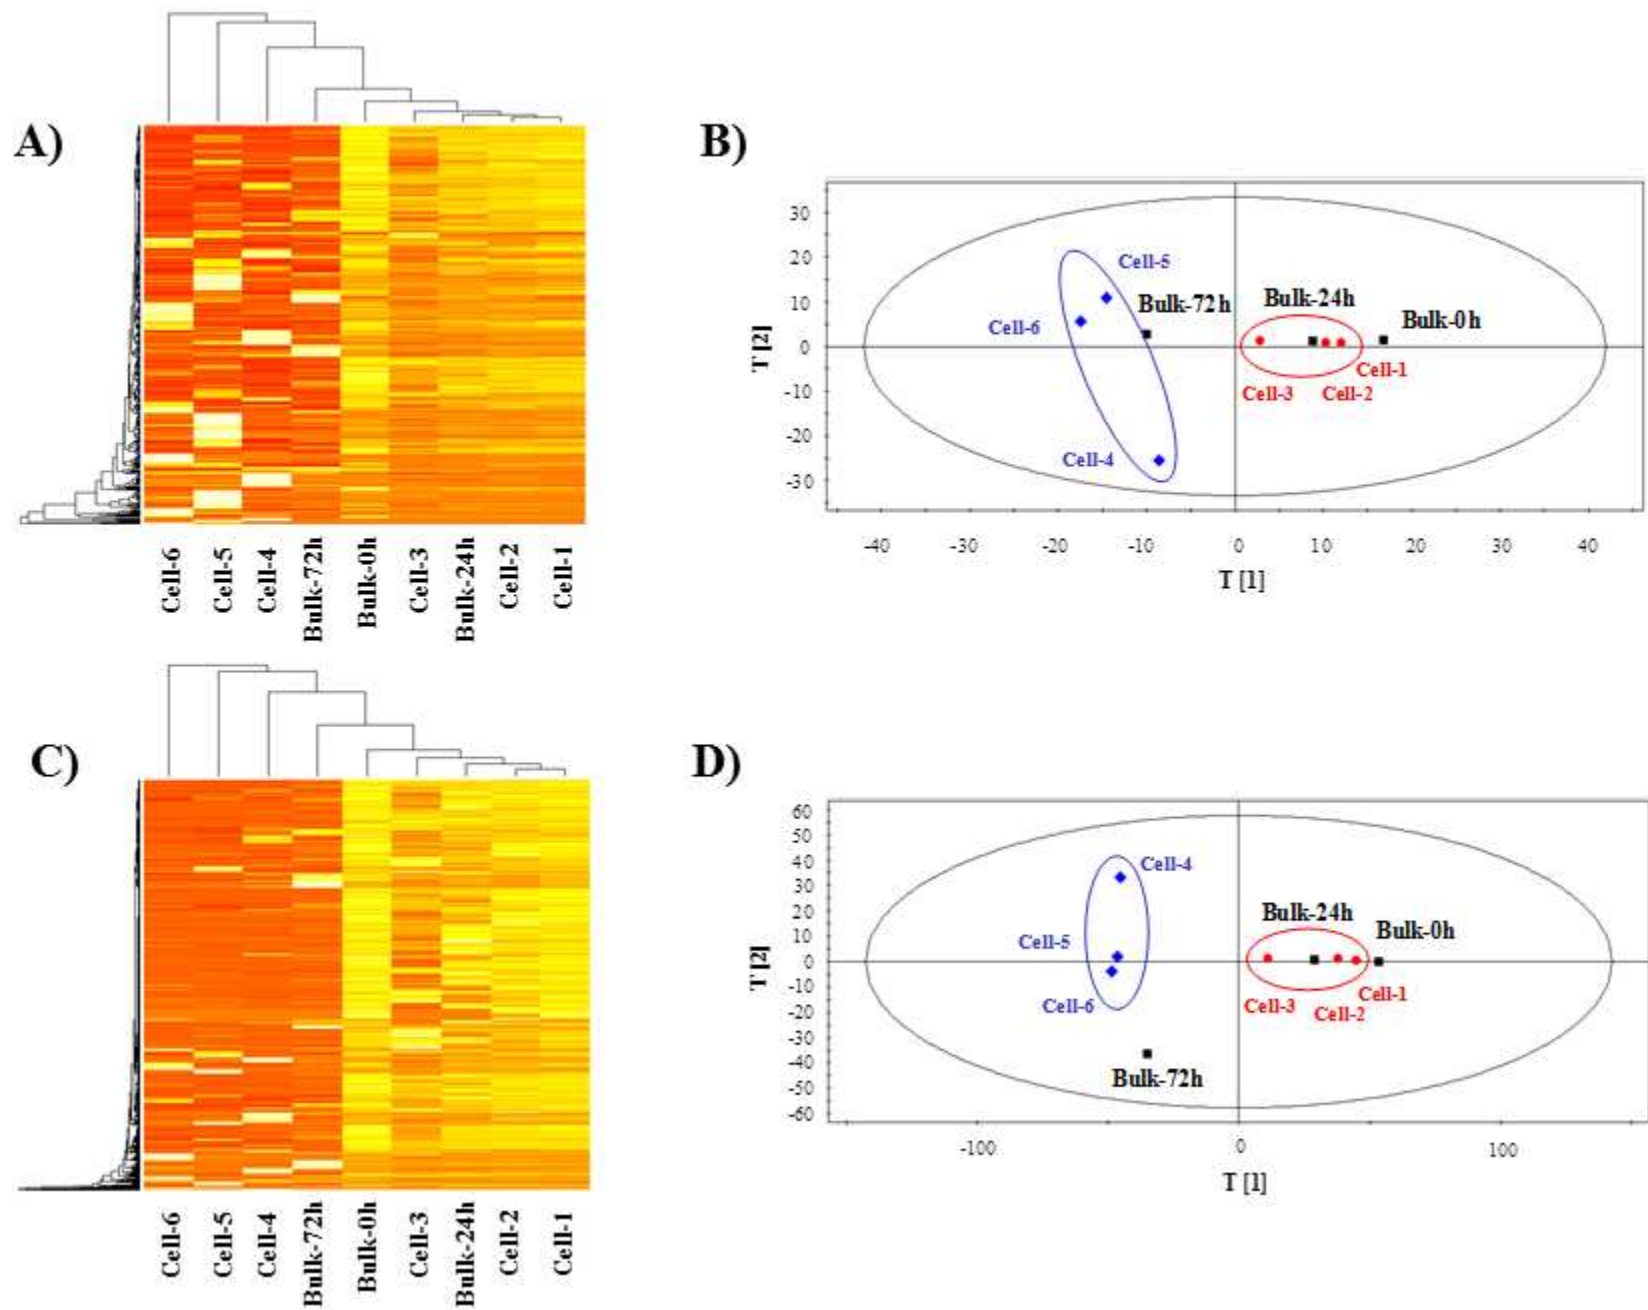 A)
Cell-6
Cell-5
Cell-4
Bulk-72h
Bulk-0h
Cell-3
Bulk-24h
Cell-2
Cell-1
B)
30
20
10
0
-10
-20
-30
T [2]
Cell-5
Cell-6
Bulk-72h
Cell-4
Bulk-24h
Bulk-0h
Cell-1
Cell-3
Cell-2
-40
-30
-20
-10
0
10
20
30
40
T [1]
C)
Cell-6
Cell-5
Cell-4
Bulk-72h
Bulk-0h
Cell-3
Bulk-24h
Cell-2
Cell-1
D)
60
50
40
30
20
10
0
-10
-20
-30
-40
-50
-60
T [2]
Cell-4
Cell-5
Cell-6
Bulk-72h
Bulk-24h
Bulk-0h
Cell-1
Cell-3
Cell-2
-100
0
100
T [1]